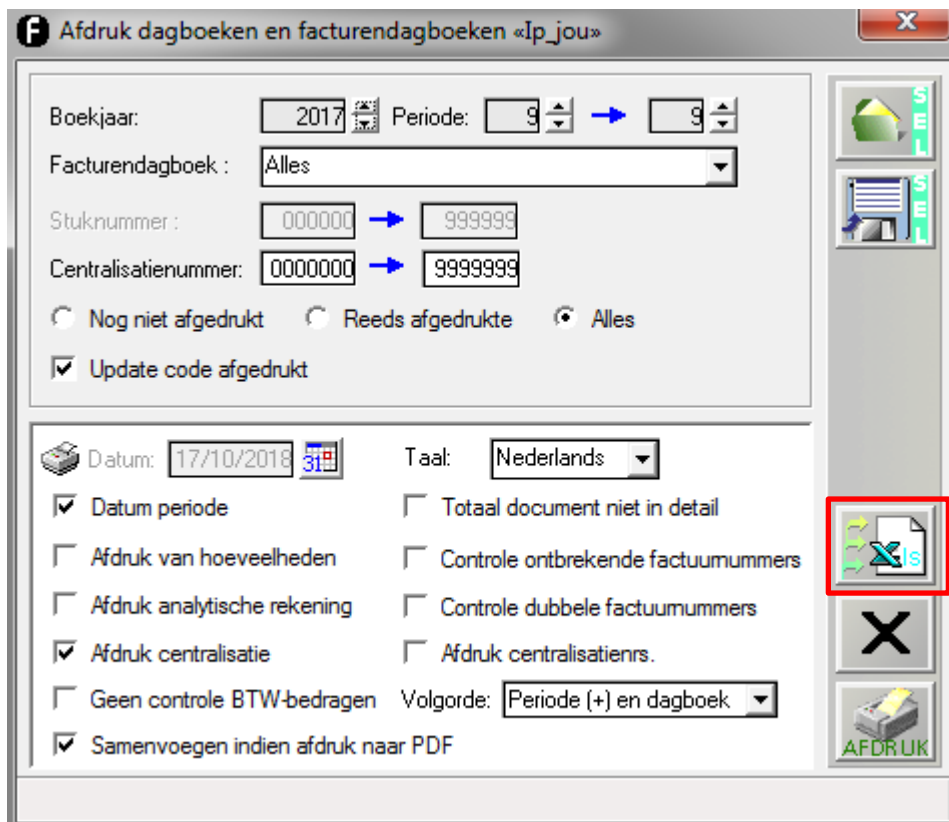 Afdruk dagboeken en facturendagboeken «Ip_jou»
Boekjaar: 2017 Periode: 9 9
Facturendagboek : Alles
Stuknummer : 000000 999999
Centralisatienummer: 0000000 9999999
Nog niet afgedrukt Reeds afgedrukte Alles
Update code afgedrukt
Datum: 17/10/2018 31 Taal: Nederlands
Datum periode Totaal document niet in detail
Afdruk van hoeveelheden Controle ontbrekende factuurnummers
Afdruk analytische rekening Controle dubbele factuurnummers
Afdruk centralisatie Afdruk centralisatienrs.
Geen controle BTW-bedragen Volgorde: Periode (+) en dagboek
Samenvoegen indien afdruk naar PDF
SEL
SEL
Xls
AFDRUK